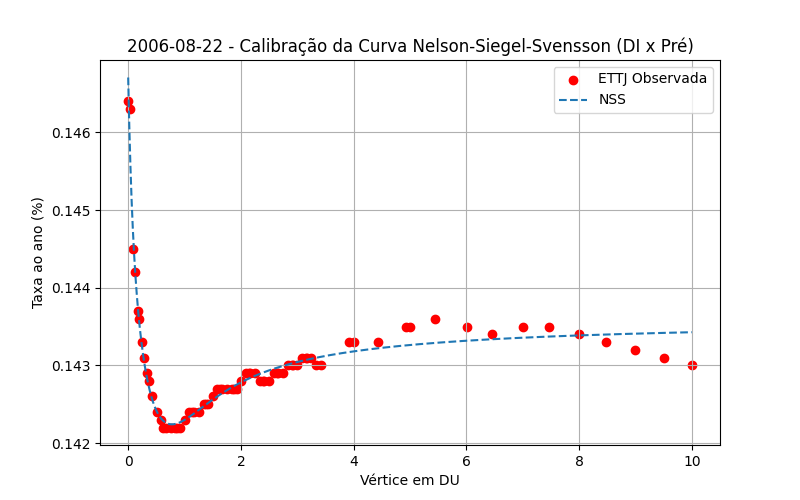 2006-08-22 - Calibração da Curva Nelson-Siegel-Svensson (DI x Pré)
ETTJ Observada
NSS
Taxa ao ano (%)
0.146
0.145
0.144
0.143
0.142
0 2 4 6 8 10
Vértice em DU